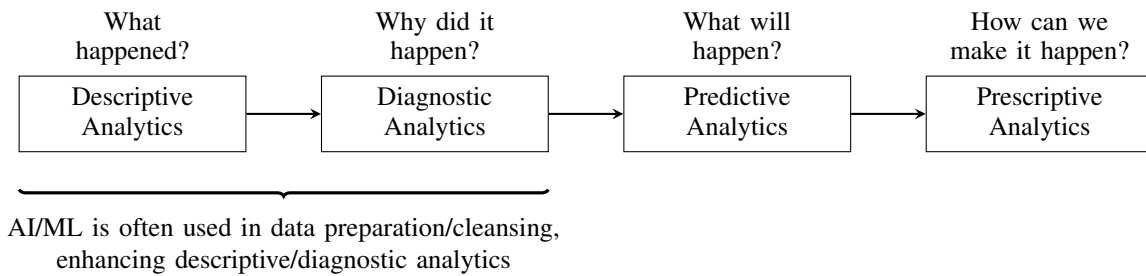 What
happened?
Why did it
happen?
What will
happen?
How can we
make it happen?
Descriptive
Analytics
Diagnostic
Analytics
Predictive
Analytics
Prescriptive
Analytics
AI/ML is often used in data preparation/cleansing,
enhancing descriptive/diagnostic analytics